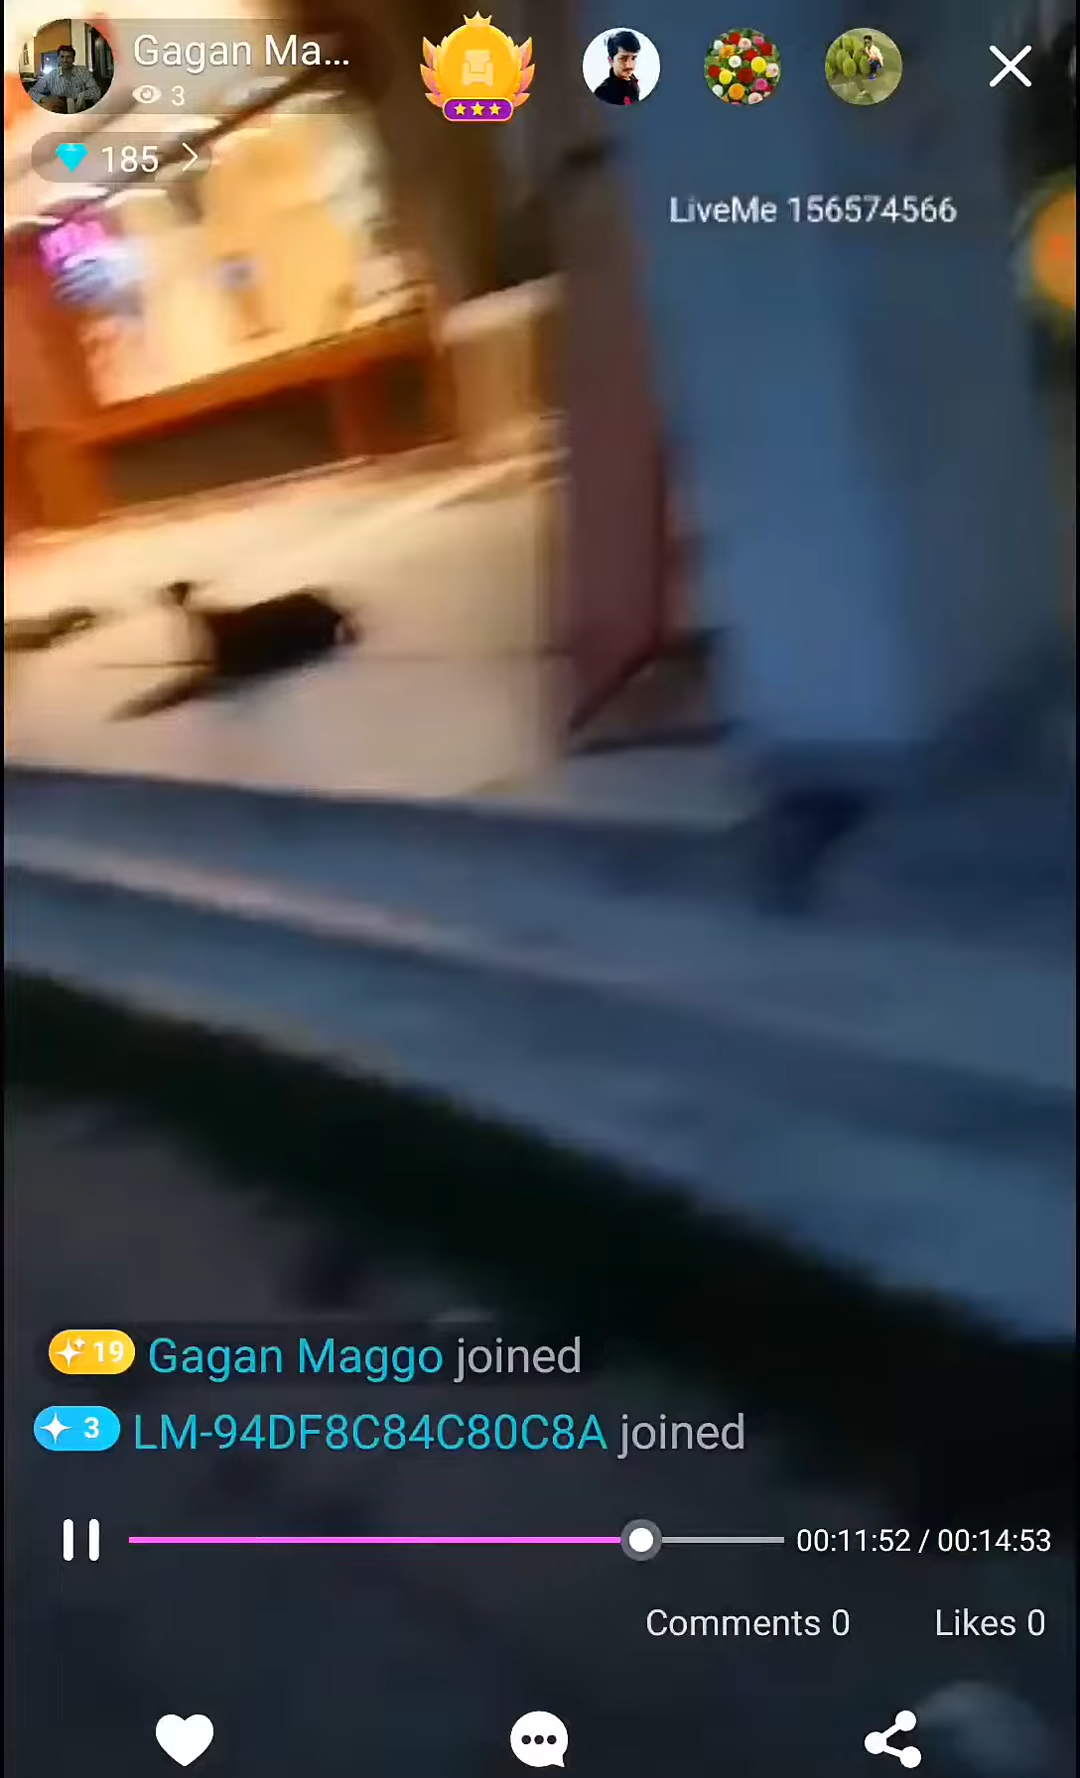 Gagan Ma...
3
185
LiveMe 156574566
19 Gagan Maggo joined
3 LM-94DF8C84C80C8A joined
00:11:52 / 00:14:53
Comments 0 Likes 0